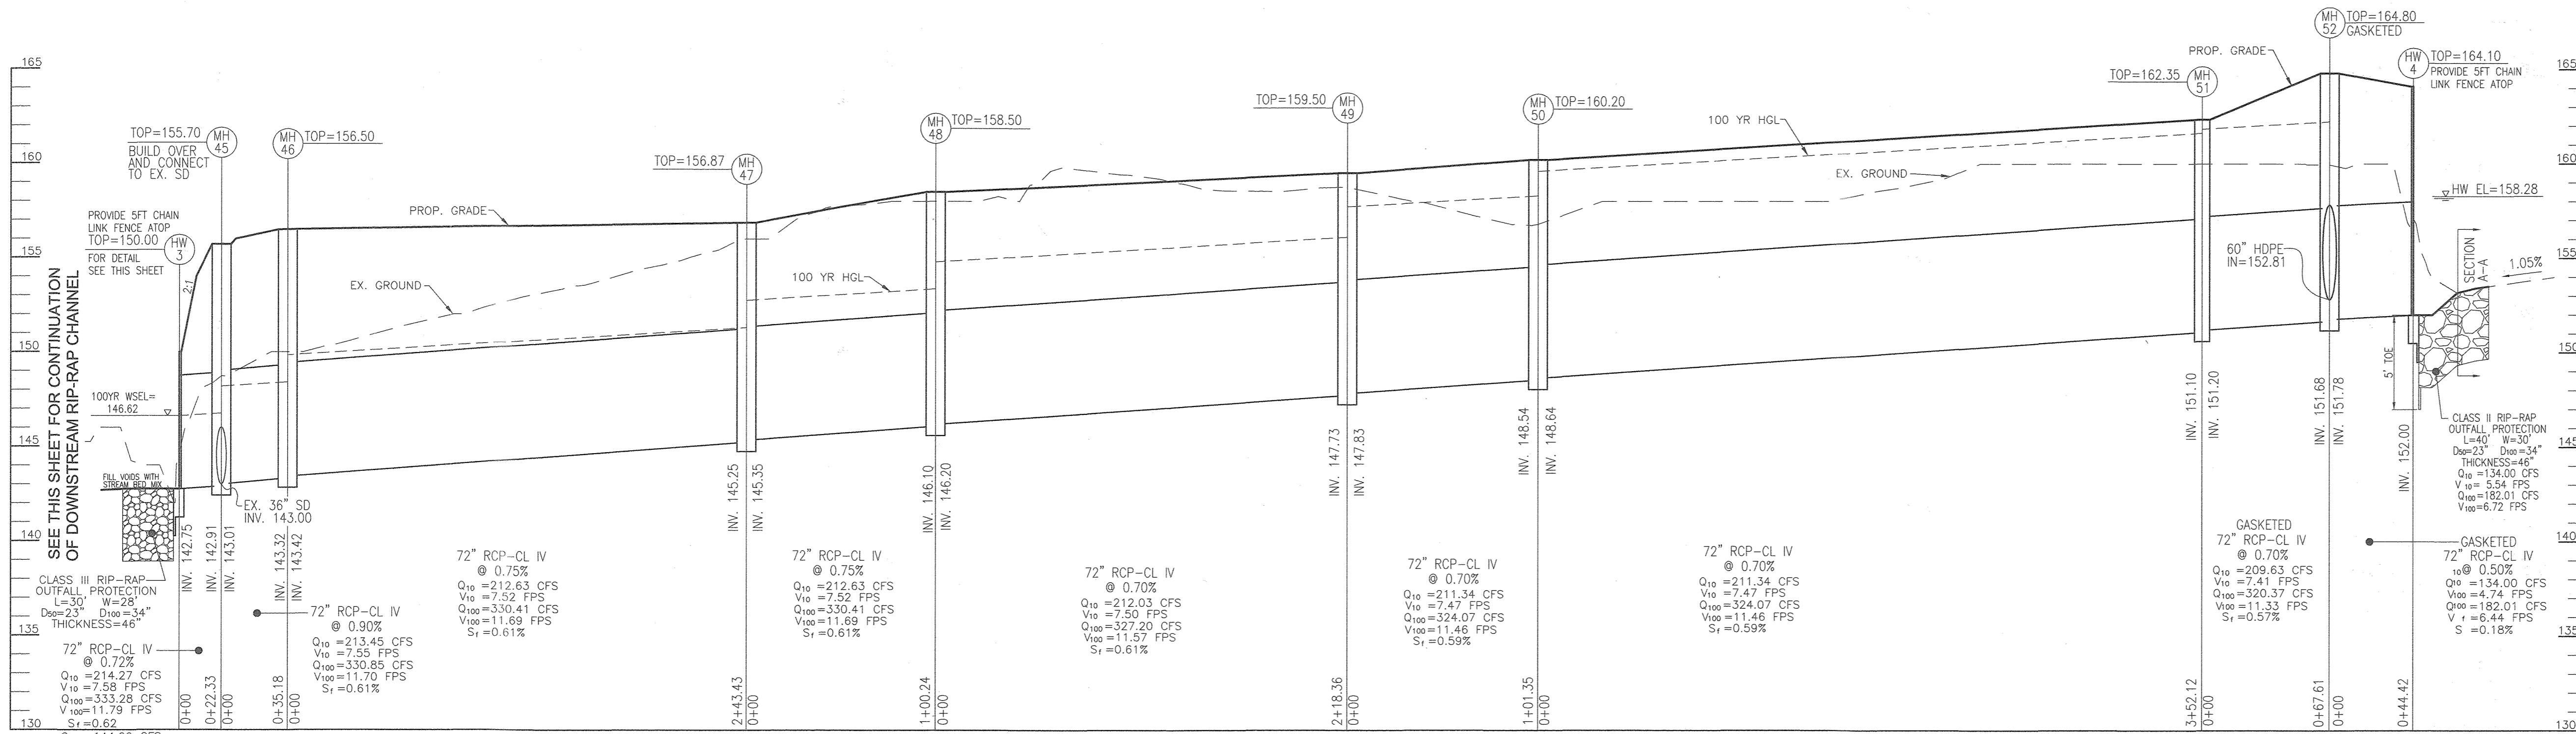 MH
52
TOP=164.80
GASKETED
PROP. GRADE
HW
4
TOP=164.10
PROVIDE 5FT CHAIN
LINK FENCE ATOP
TOP=162.35
MH
51
165
165
TOP=159.50
MH
49
MH
50
TOP=160.20
100 YR HGL
MH
48
TOP=158.50
TOP=155.70
MH
45
BUILD OVER
AND CONNECT
TO EX. SD
MH
46
TOP=156.50
TOP=156.87
MH
47
160
160
EX. GROUND
HW EL=158.28
PROVIDE 5FT CHAIN
LINK FENCE ATOP
TOP=150.00
HW
3
FOR DETAIL
SEE THIS SHEET
PROP. GRADE
155
155
60" HDPE
IN=152.81
SECTION
A-A
1.05%
2:1
EX. GROUND
100 YR HGL
SEE THIS SHEET FOR CONTINUATION
OF DOWNSTREAM RIP-RAP CHANNEL
150
150
5' TOE
100YR WSEL=
146.62
145
145
FILL VOIDS WITH
STREAM BED MIX
EX. 36" SD
INV. 143.00
CLASS II RIP-RAP
OUTFALL PROTECTION
L=40' W=30'
D50=23" D100=34"
THICKNESS=46"
Q10 =134.00 CFS
V10= 5.54 FPS
Q100=182.01 CFS
V100=6.72 FPS
INV. 142.75
INV. 142.91
INV. 143.01
INV. 143.32
INV. 143.42
INV. 145.25
INV. 145.35
INV. 146.10
INV. 146.20
INV. 147.73
INV. 147.83
INV. 148.54
INV. 148.64
INV. 151.10
INV. 151.20
INV. 151.68
INV. 151.78
INV. 152.00
140
140
CLASS III RIP-RAP
OUTFALL PROTECTION
L=30' W=28'
D50=23" D100=34"
THICKNESS=46"
72" RCP-CL IV
@ 0.72%
Q10 =214.27 CFS
V10 =7.58 FPS
Q100=333.28 CFS
V100=11.79 FPS
Sf=0.62
72" RCP-CL IV
@ 0.90%
Q10 =213.45 CFS
V10 =7.55 FPS
Q100=330.85 CFS
V100=11.70 FPS
Sf=0.61%
72" RCP-CL IV
@ 0.75%
Q10 =212.63 CFS
V10 =7.52 FPS
Q100=330.41 CFS
V100=11.69 FPS
Sf=0.61%
72" RCP-CL IV
@ 0.75%
Q10 =212.63 CFS
V10 =7.52 FPS
Q100=330.41 CFS
V100=11.69 FPS
Sf=0.61%
72" RCP-CL IV
@ 0.70%
Q10 =212.03 CFS
V10 =7.50 FPS
Q100=327.20 CFS
V100=11.57 FPS
Sf=0.61%
72" RCP-CL IV
@ 0.70%
Q10 =211.34 CFS
V10 =7.47 FPS
Q100=324.07 CFS
V100=11.46 FPS
Sf=0.59%
72" RCP-CL IV
@ 0.70%
Q10 =211.34 CFS
V10 =7.47 FPS
Q100=324.07 CFS
V100=11.46 FPS
Sf=0.59%
GASKETED
72" RCP-CL IV
@ 0.70%
Q10 =209.63 CFS
V10 =7.41 FPS
Q100=320.37 CFS
V100=11.33 FPS
Sf=0.57%
GASKETED
72" RCP-CL IV
10@ 0.50%
Q10 =134.00 CFS
V10 =4.74 FPS
Q100=182.01 CFS
V f =6.44 FPS
S =0.18%
135
135
0+00
0+22.33
0+00
0+35.18
0+00
2+43.43
0+00
1+00.24
0+00
2+18.36
0+00
1+01.35
0+00
3+52.12
0+00
0+67.61
0+00
0+44.42
130
130